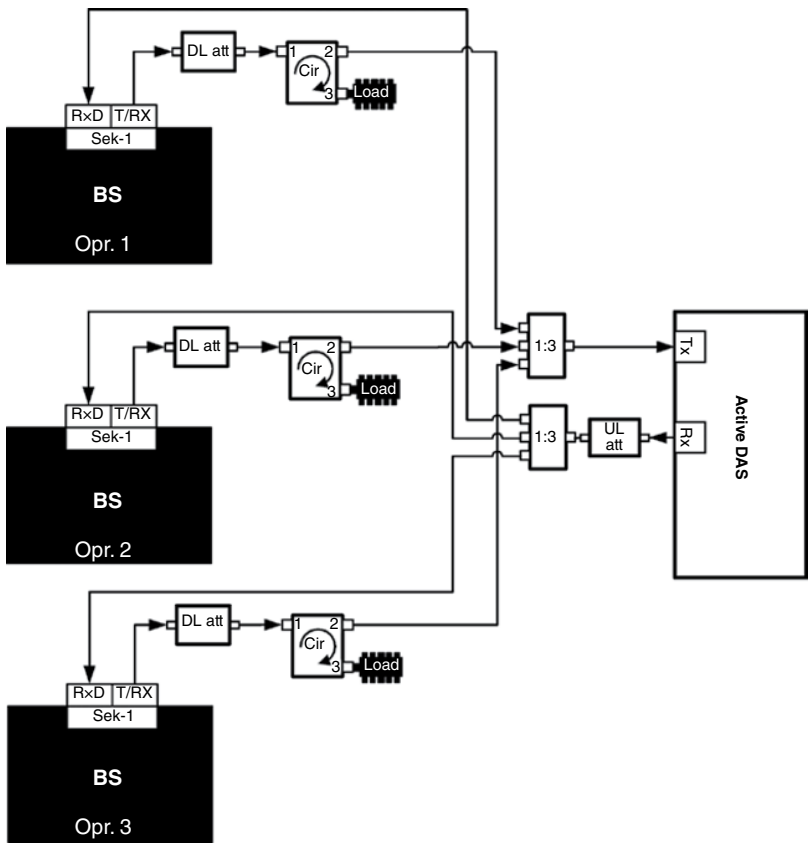 DL att
1 2
Cir
3 Load
R×D T/RX
Sek-1
BS
Opr. 1
DL att
1 2
Cir
3 Load
R×D T/RX
Sek-1
BS
Opr. 2
1:3
Tx
1:3
UL att
Rx
Active DAS
DL att
1 2
Cir
3 Load
R×D T/RX
Sek-1
BS
Opr. 3